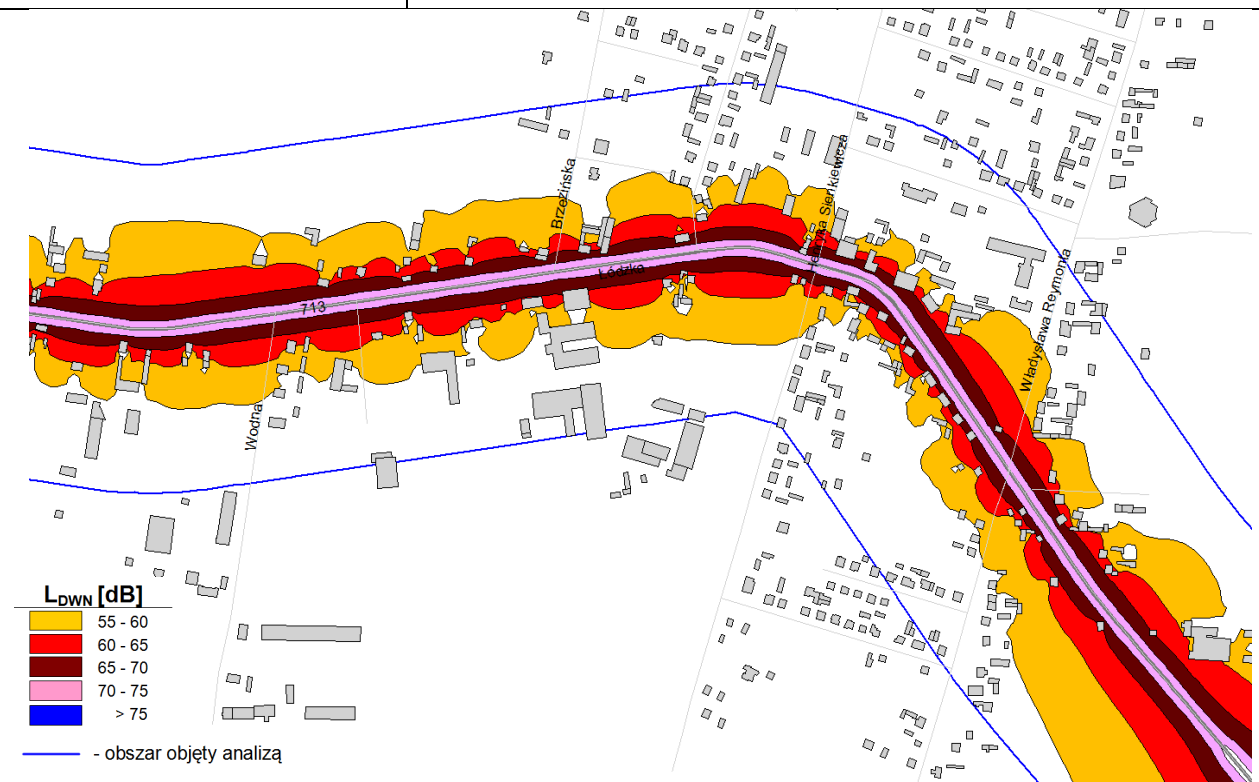 Brzezińska
Henryka Sienkiewicza
Władysława Reymonta
Łódzka
713
Wodna
LDWN [dB]
55 - 60
60 - 65
65 - 70
70 - 75
> 75
- obszar objęty analizą